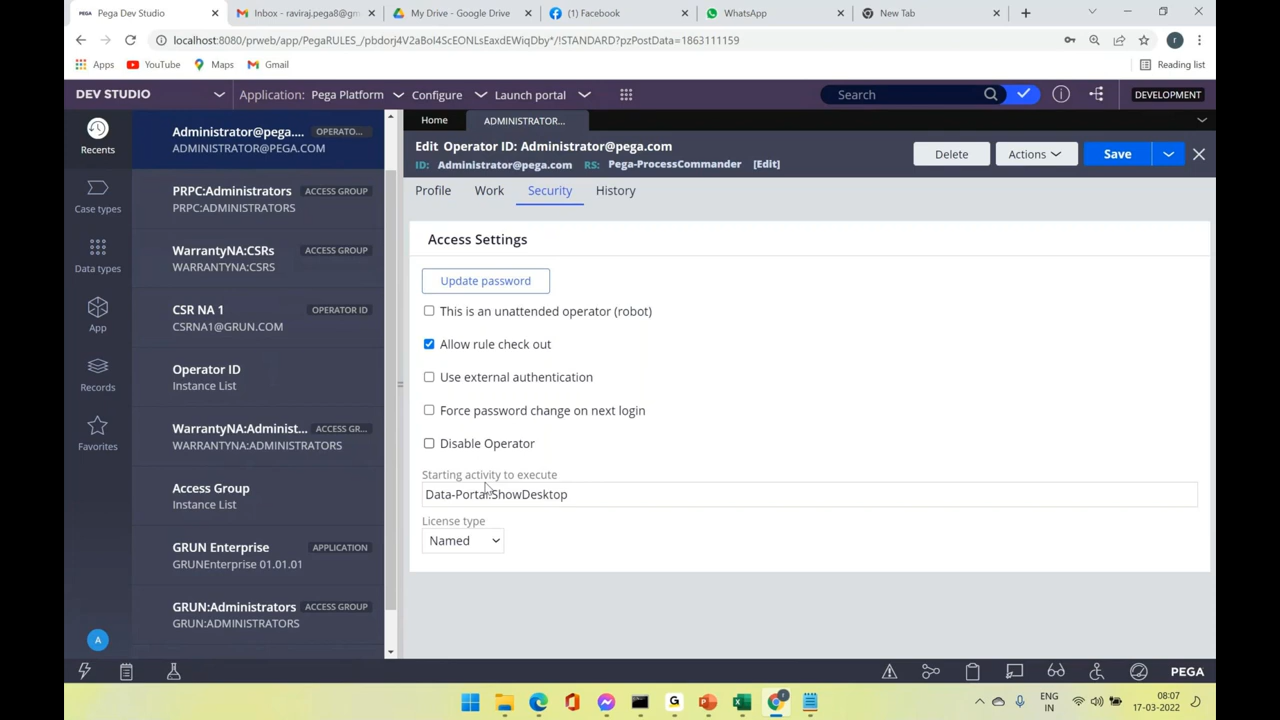 Pega Dev Studio
Inbox - raviraj.pega8@gm
My Drive - Google Drive
(1) Facebook
WhatsApp
New Tab
localhost:8080/prweb/app/PegaRULES_/pbdorj4V2aBoI4ScEONLsEaxdEWiqDby*/!STANDARD?pzPostData=1863111159
Apps
YouTube
Maps
Gmail
Reading list
DEV STUDIO
Application: Pega Platform
Configure
Launch portal
Search
DEVELOPMENT
Recents
Case types
Data types
App
Records
Favorites
A
Administrator@pega.... OPERATO...
ADMINISTRATOR@PEGA.COM
PRPC:Administrators ACCESS GROUP
PRPC:ADMINISTRATORS
WarrantyNA:CSRs ACCESS GROUP
WARRANTYNA:CSRS
CSR NA 1 OPERATOR ID
CSRNA1@GRUN.COM
Operator ID
Instance List
WarrantyNA:Administ... ACCESS GR...
WARRANTYNA:ADMINISTRATORS
Access Group
Instance List
GRUN Enterprise APPLICATION
GRUNEnterprise 01.01.01
GRUN:Administrators ACCESS GROUP
GRUN:ADMINISTRATORS
Home
ADMINISTRATOR...
Edit Operator ID: Administrator@pega.com
ID: Administrator@pega.com RS: Pega-ProcessCommander [Edit]
Delete
Actions
Save
Profile
Work
Security
History
Access Settings
Update password
This is an unattended operator (robot)
Allow rule check out
Use external authentication
Force password change on next login
Disable Operator
Starting activity to execute
Data-Portal.ShowDesktop
License type
Named
PEGA
ENG
IN
08:07
17-03-2022